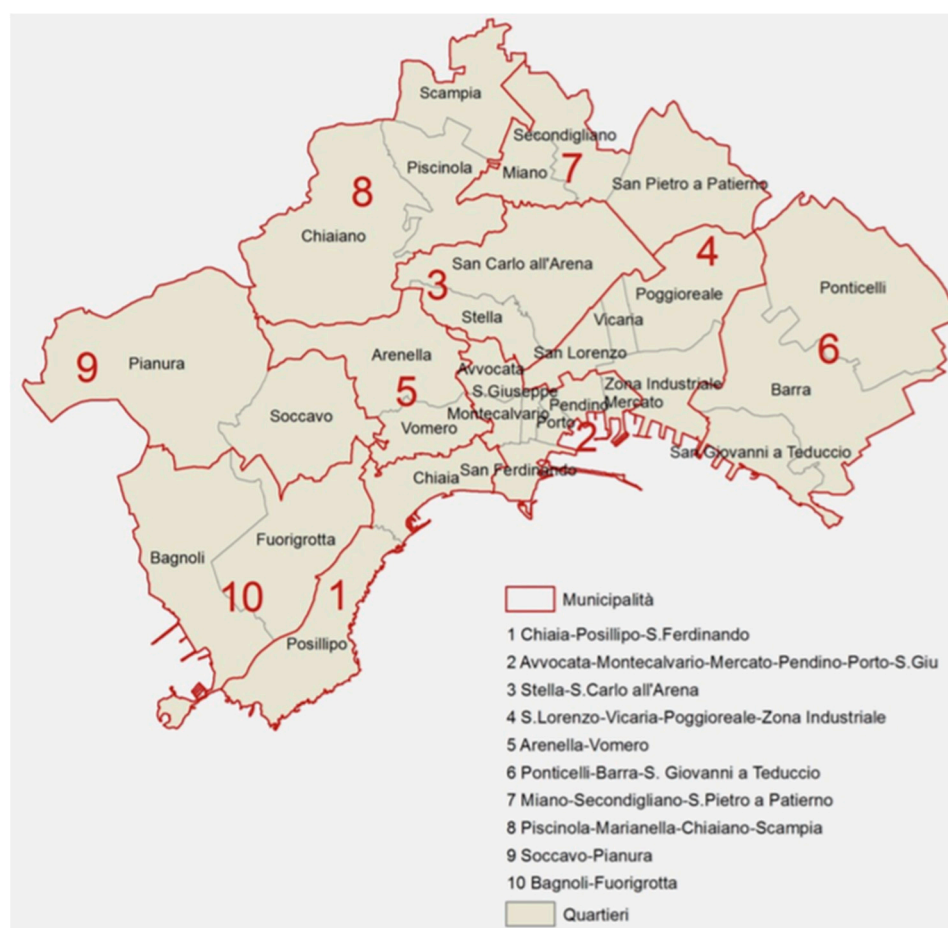 Scampia
Secondigliano
Piscinola
Miano
7
San Pietro a Patierno
8
Chiaiano
4
San Carlo all'Arena
3
Poggioreale
Ponticelli
Stella
Vicaria
6
9
Pianura
Arenella
San Lorenzo
Avvocata
Zona Industriale
5
S.Giuseppe
Barra
Soccavo
Montecalvario
Pendino
Mercato
Vomero
Porto
2
San Giovanni a Teduccio
Chiaia
San Ferdinando
Fuorigrotta
Bagnoli
10
1
Posillipo
Municipalità
1 Chiaia-Posillipo-S.Ferdinando
2 Avvocata-Montecalvario-Mercato-Pendino-Porto-S.Giu
3 Stella-S.Carlo all'Arena
4 S.Lorenzo-Vicaria-Poggioreale-Zona Industriale
5 Arenella-Vomero
6 Ponticelli-Barra-S. Giovanni a Teduccio
7 Miano-Secondigliano-S.Pietro a Patierno
8 Piscinola-Marianella-Chiaiano-Scampia
9 Soccavo-Pianura
10 Bagnoli-Fuorigrotta
Quartieri